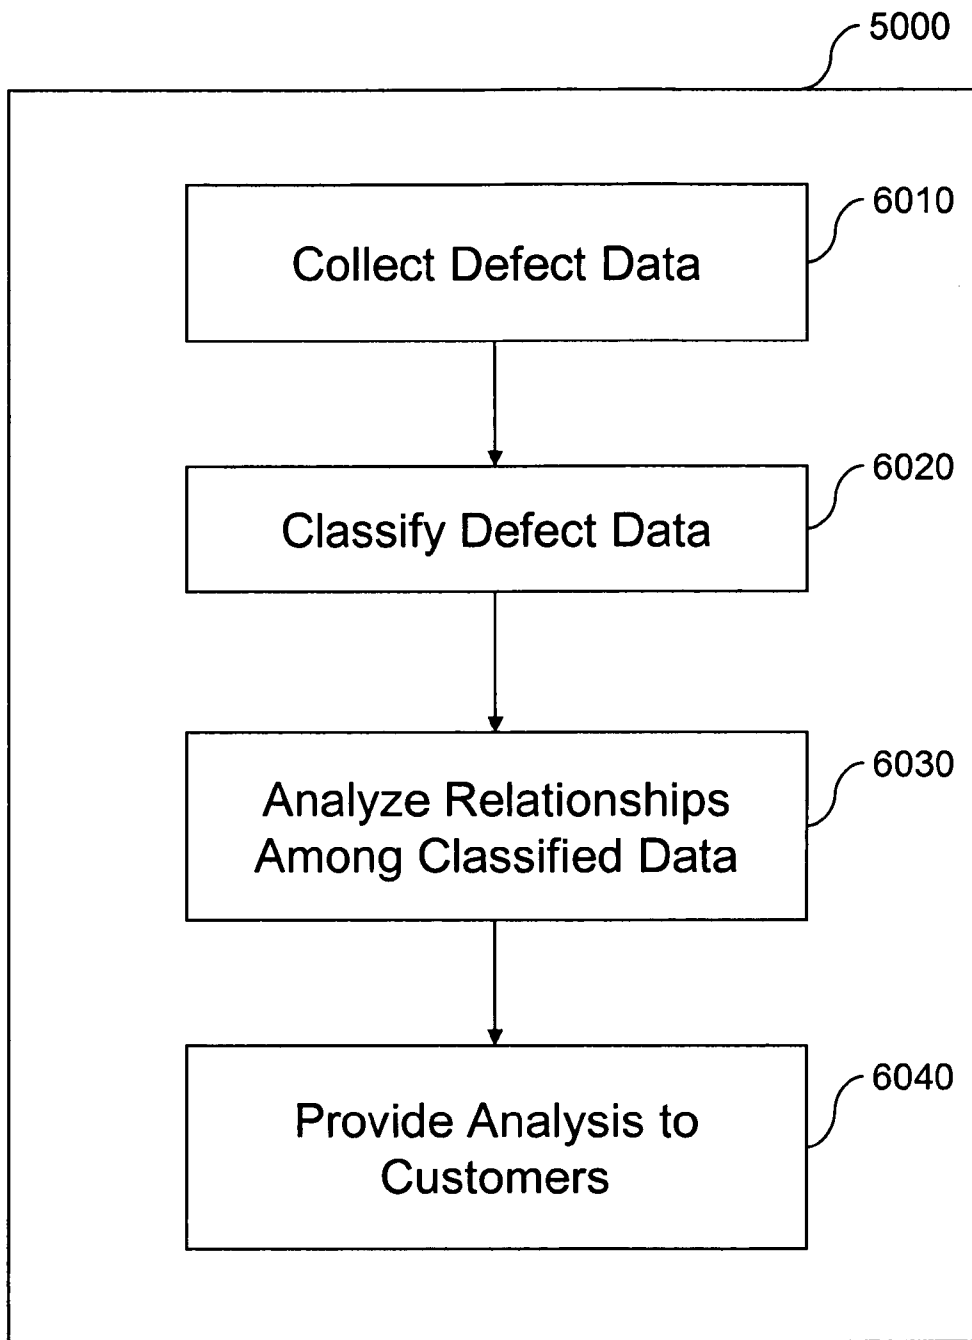 5000
6010
Collect Defect Data
6020
Classify Defect Data
6030
Analyze Relationships
Among Classified Data
6040
Provide Analysis to
Customers